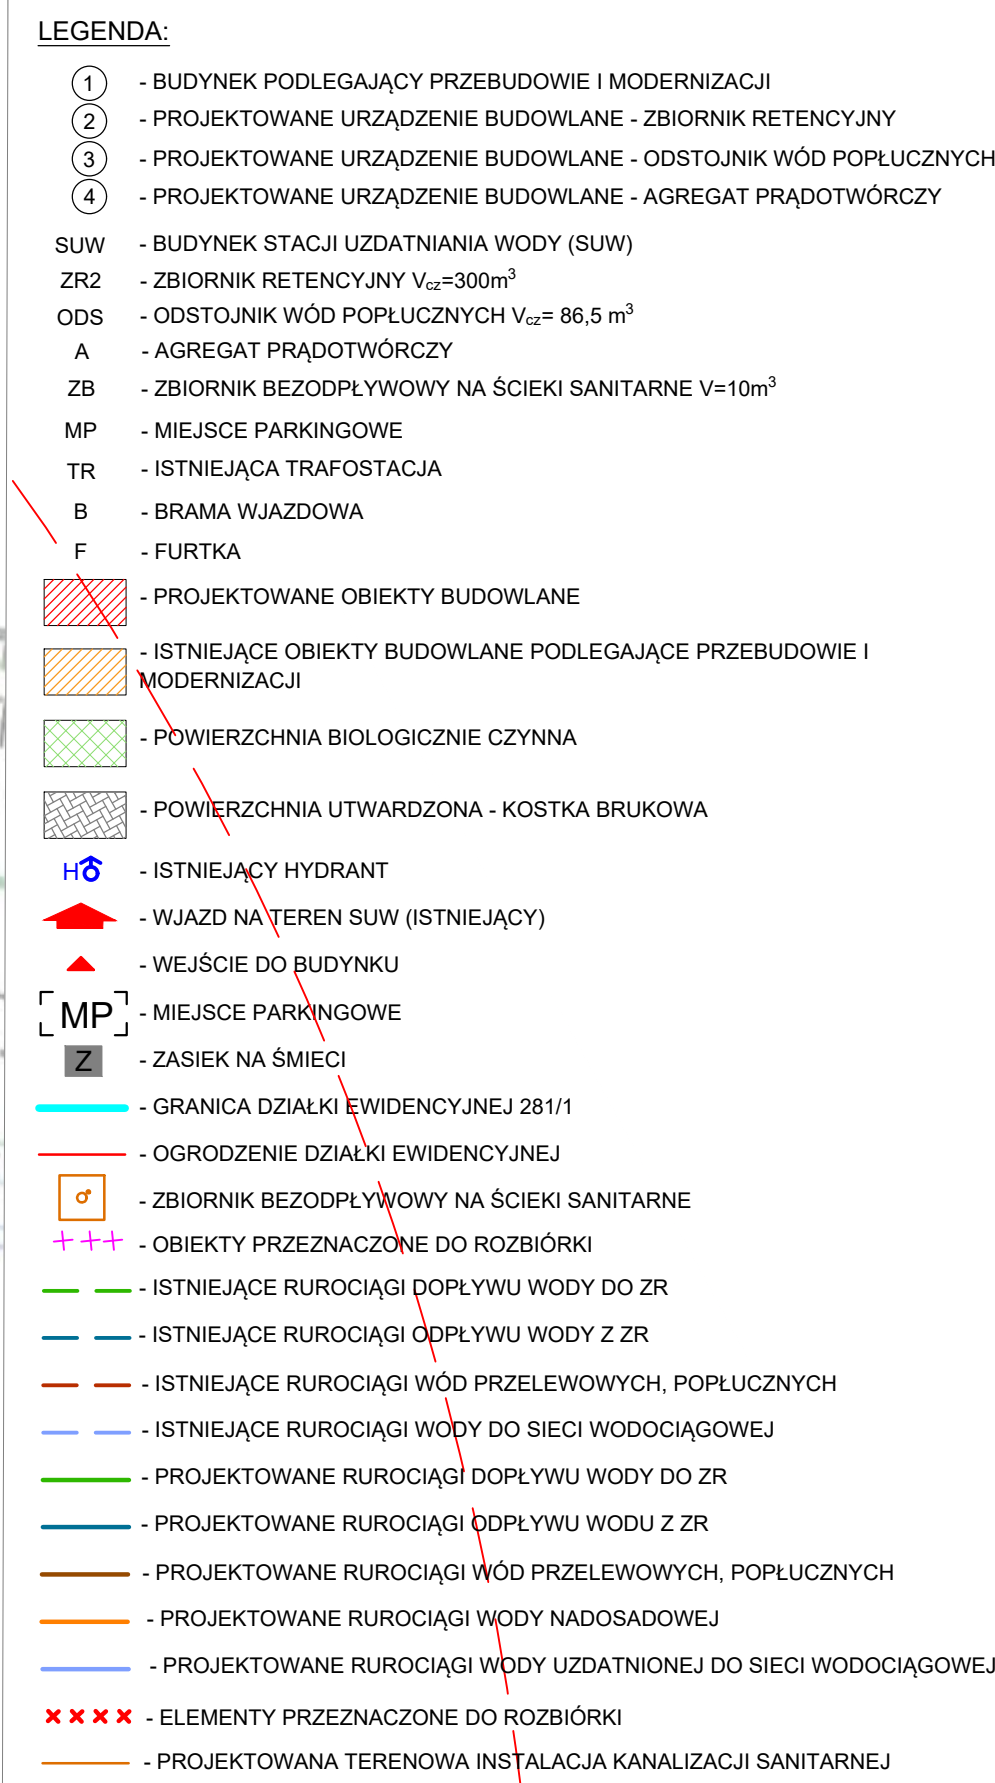 LEGENDA:
1 - BUDYNEK PODLEGAJĄCY PRZEBUDOWIE I MODERNIZACJI
2 - PROJEKTOWANE URZĄDZENIE BUDOWLANE - ZBIORNIK RETENCYJNY
3 - PROJEKTOWANE URZĄDZENIE BUDOWLANE - ODSTOJNIK WÓD POPŁUCZNYCH
4 - PROJEKTOWANE URZĄDZENIE BUDOWLANE - AGREGAT PRĄDOTWÓRCZY
SUW - BUDYNEK STACJI UZDATNIANIA WODY (SUW)
ZR2 - ZBIORNIK RETENCYJNY Vcz=300m³
ODS - ODSTOJNIK WÓD POPŁUCZNYCH Vcz= 86,5 m³
A - AGREGAT PRĄDOTWÓRCZY
ZB - ZBIORNIK BEZODPŁYWOWY NA ŚCIEKI SANITARNE V=10m³
MP - MIEJSCE PARKINGOWE
TR - ISTNIEJĄCA TRAFOSTACJA
B - BRAMA WJAZDOWA
F - FURTKA
- PROJEKTOWANE OBIEKTY BUDOWLANE
- ISTNIEJĄCE OBIEKTY BUDOWLANE PODLEGAJĄCE PRZEBUDOWIE I
MODERNIZACJI
- POWIERZCHNIA BIOLOGICZNIE CZYNNA
- POWIERZCHNIA UTWARDZONA - KOSTKA BRUKOWA
H - ISTNIEJĄCY HYDRANT
- WJAZD NA TEREN SUW (ISTNIEJĄCY)
- WEJŚCIE DO BUDYNKU
MP - MIEJSCE PARKINGOWE
Z - ZASIEK NA ŚMIECI
- GRANICA DZIAŁKI EWIDENCYJNEJ 281/1
- OGRODZENIE DZIAŁKI EWIDENCYJNEJ
- ZBIORNIK BEZODPŁYWOWY NA ŚCIEKI SANITARNE
- OBIEKTY PRZEZNACZONE DO ROZBIÓRKI
- ISTNIEJĄCE RUROCIĄGI DOPŁYWU WODY DO ZR
- ISTNIEJĄCE RUROCIĄGI ODPŁYWU WODY Z ZR
- ISTNIEJĄCE RUROCIĄGI WÓD PRZELEWOWYCH, POPŁUCZNYCH
- ISTNIEJĄCE RUROCIĄGI WODY DO SIECI WODOCIĄGOWEJ
- PROJEKTOWANE RUROCIĄGI DOPŁYWU WODY DO ZR
- PROJEKTOWANE RUROCIĄGI ODPŁYWU WODU Z ZR
- PROJEKTOWANE RUROCIĄGI WÓD PRZELEWOWYCH, POPŁUCZNYCH
- PROJEKTOWANE RUROCIĄGI WODY NADOSADOWEJ
- PROJEKTOWANE RUROCIĄGI WODY UZDATNIONEJ DO SIECI WODOCIĄGOWEJ
- ELEMENTY PRZEZNACZONE DO ROZBIÓRKI
- PROJEKTOWANA TERENOWA INSTALACJA KANALIZACJI SANITARNEJ